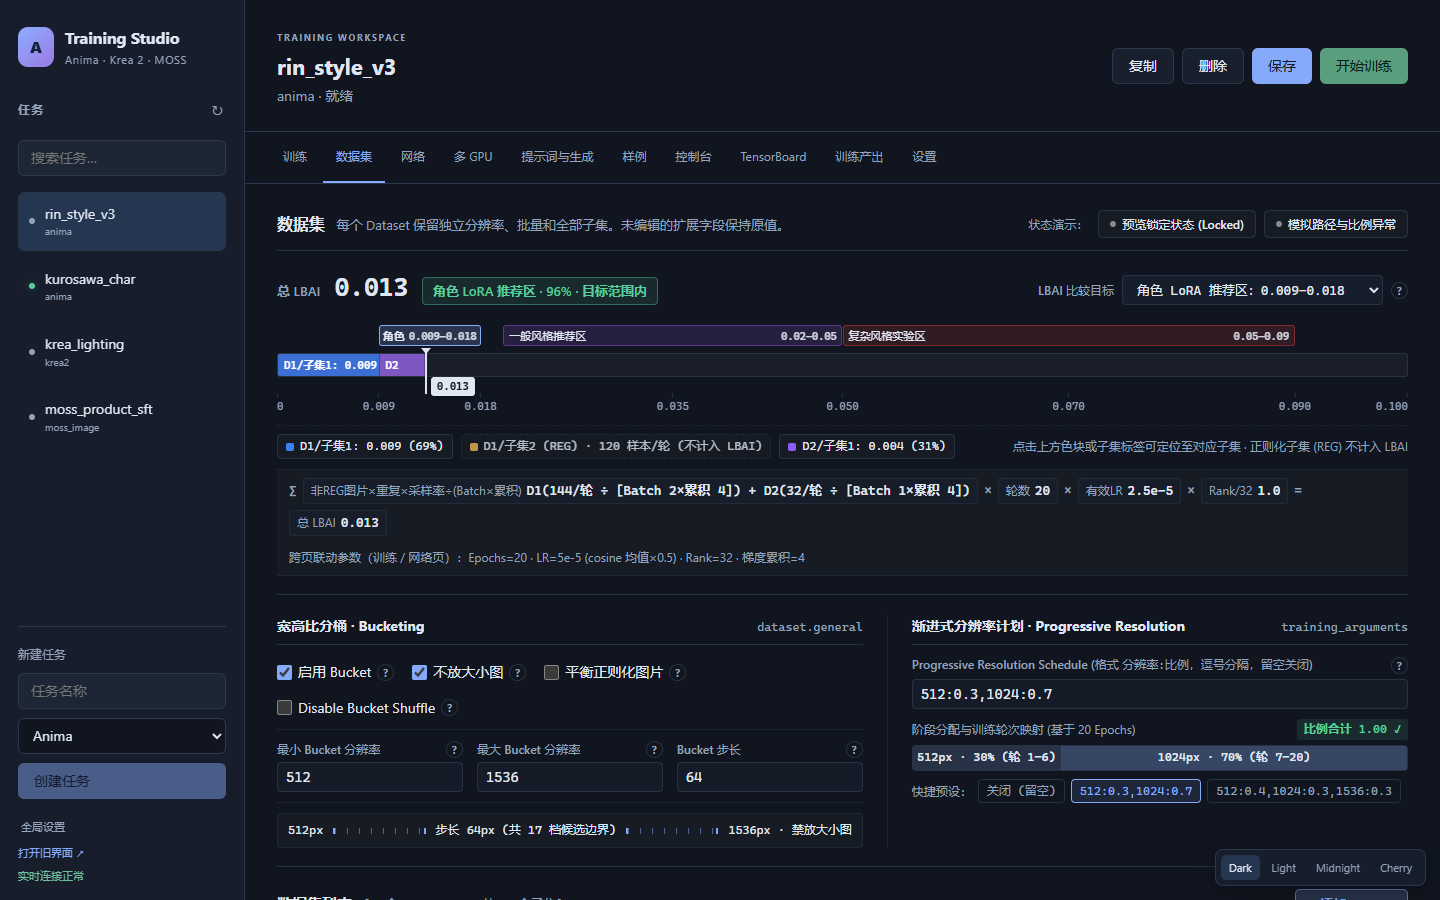 A
Training Studio
Anima · Krea 2 · MOSS
任务
↻
搜索任务...
rin_style_v3
anima
kurosawa_char
anima
krea_lighting
krea2
moss_product_sft
moss_image
新建任务
任务名称
Anima
创建任务
全局设置
打开旧界面 ↗
实时连接正常
TRAINING WORKSPACE
rin_style_v3
anima · 就绪
复制 删除 保存 开始训练
训练 数据集 网络 多 GPU 提示词与生成 样例 控制台 TensorBoard 训练产出 设置
数据集 每个 Dataset 保留独立分辨率、批量和全部子集。未编辑的扩展字段保持原值。 状态演示: 预览锁定状态 (Locked) 模拟路径与比例异常
总 LBAI 0.013 角色 LoRA 推荐区 · 96% · 目标范围内 LBAI 比较目标 角色 LoRA 推荐区: 0.009–0.018 ?
角色 0.009–0.018 一般风格推荐区 0.02–0.05 复杂风格实验区 0.05–0.09
D1/子集1: 0.009 D2
0.013
0 0.009 0.018 0.035 0.050 0.070 0.090 0.100
D1/子集1: 0.009 (69%) D1/子集2 (REG) · 120 样本/轮 (不计入 LBAI) D2/子集1: 0.004 (31%) 点击上方色块或子集标签可定位至对应子集 · 正则化子集 (REG) 不计入 LBAI
Σ 非REG图片×重复×采样率÷(Batch×累积) D1(144/轮 ÷ [Batch 2×累积 4]) + D2(32/轮 ÷ [Batch 1×累积 4]) × 轮数 20 × 有效LR 2.5e-5 × Rank/32 1.0 =
总 LBAI 0.013
跨页联动参数（训练 / 网络页）: Epochs=20 · LR=5e-5 (cosine 均值×0.5) · Rank=32 · 梯度累积=4
宽高比分桶 · Bucketing dataset.general
启用 Bucket ? 不放大小图 ? 平衡正则化图片 ?
Disable Bucket Shuffle ?
最小 Bucket 分辨率 ? 最大 Bucket 分辨率 ? Bucket 步长 ?
512 1536 64
512px 步长 64px (共 17 档候选边界) 1536px · 禁放大小图
渐进式分辨率计划 · Progressive Resolution training_arguments
Progressive Resolution Schedule (格式 分辨率:比例，逗号分隔，留空关闭) ?
512:0.3,1024:0.7
阶段分配与训练轮次映射 (基于 20 Epochs) 比例合计 1.00 ✓
512px · 30% (轮 1–6) 1024px · 70% (轮 7–20)
快捷预设: 关闭 (留空) 512:0.3,1024:0.7 512:0.4,1024:0.3,1536:0.3
Dark Light Midnight Cherry